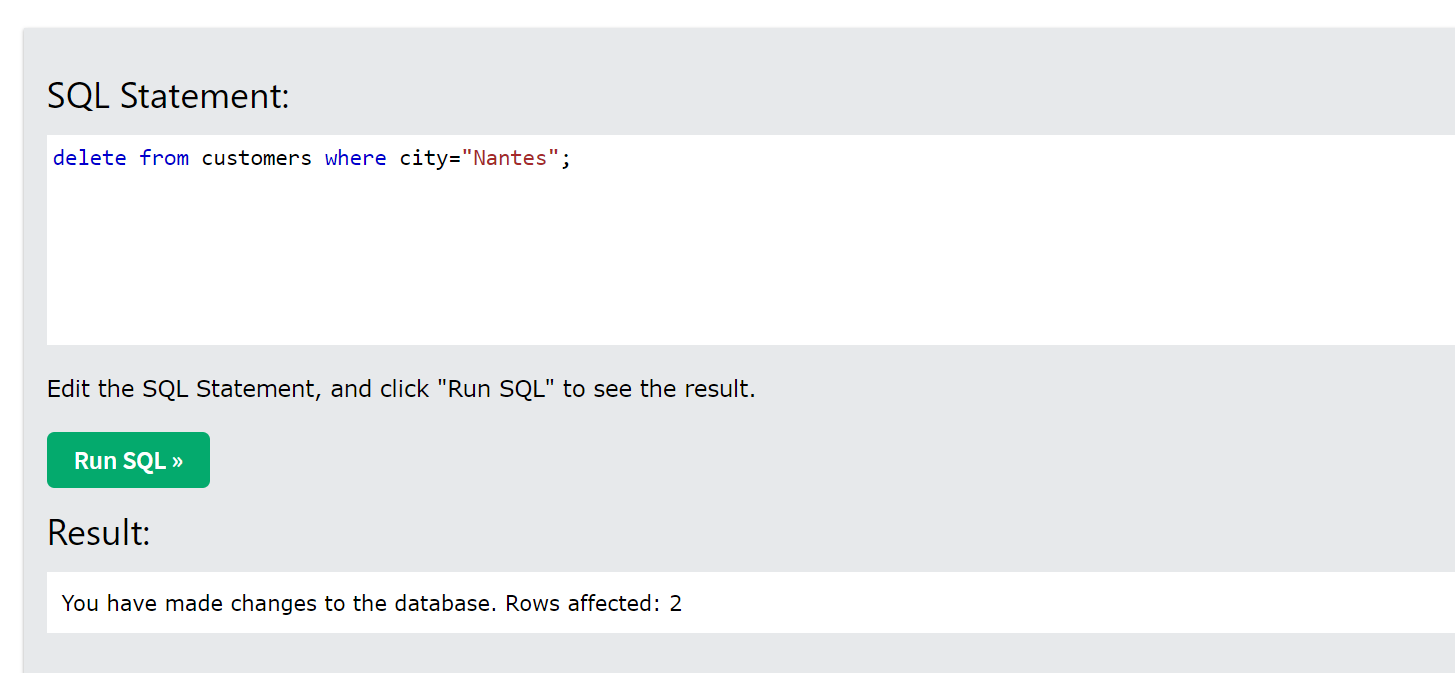 SQL Statement:
delete from customers where city="Nantes";
Edit the SQL Statement, and click "Run SQL" to see the result.
Run SQL »
Result:
You have made changes to the database. Rows affected: 2